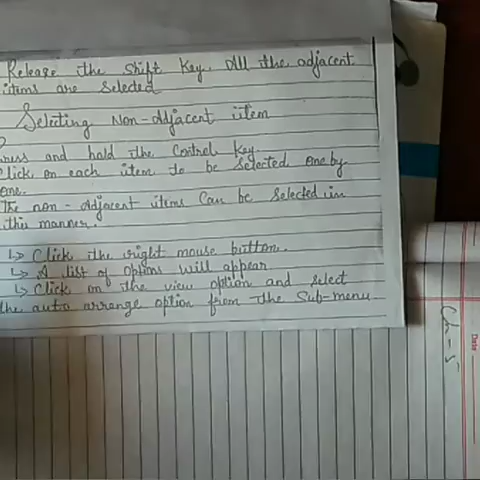 Release the Shift Key. All the adjacent
items are selected
Selecting Non-Adjacent item
and hold the Control Key.
Click on each item to be selected one by
one.
The non-Adjacent items Can be Selected in
this manner.
↳ Click the right mouse button.
↳ A list of options will appear
↳ Click on the view option and select
the auto arrange option from the Sub-menu
Date
Ch-5